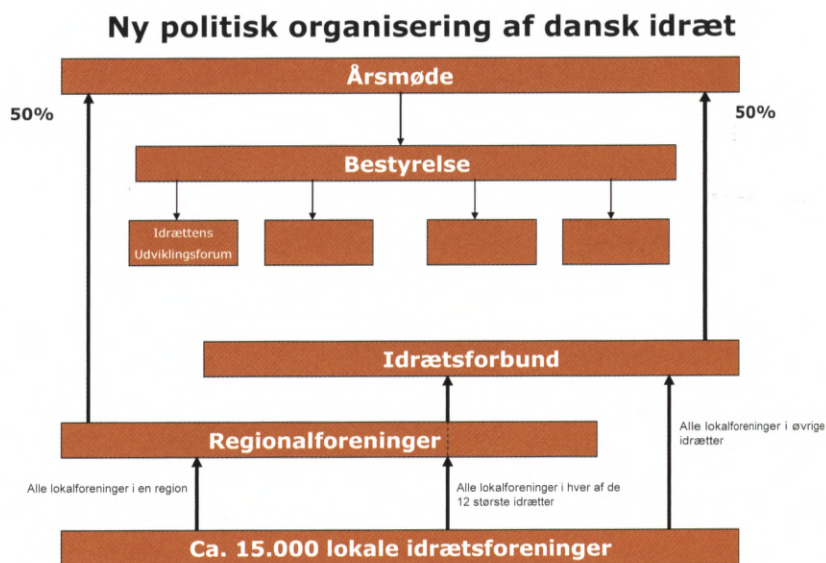 Ny politisk organisering af dansk idræt
Årsmøde
50%
50%
Bestyrelse
Idrættens
Udviklingsforum
Idrætsforbund
Regionalforeninger
Alle lokalforeninger i øvrige
idrætter
Alle lokalforeninger i en region
Alle lokalforeninger i hver af de
12 største idrætter
Ca. 15.000 lokale idrætsforeninger